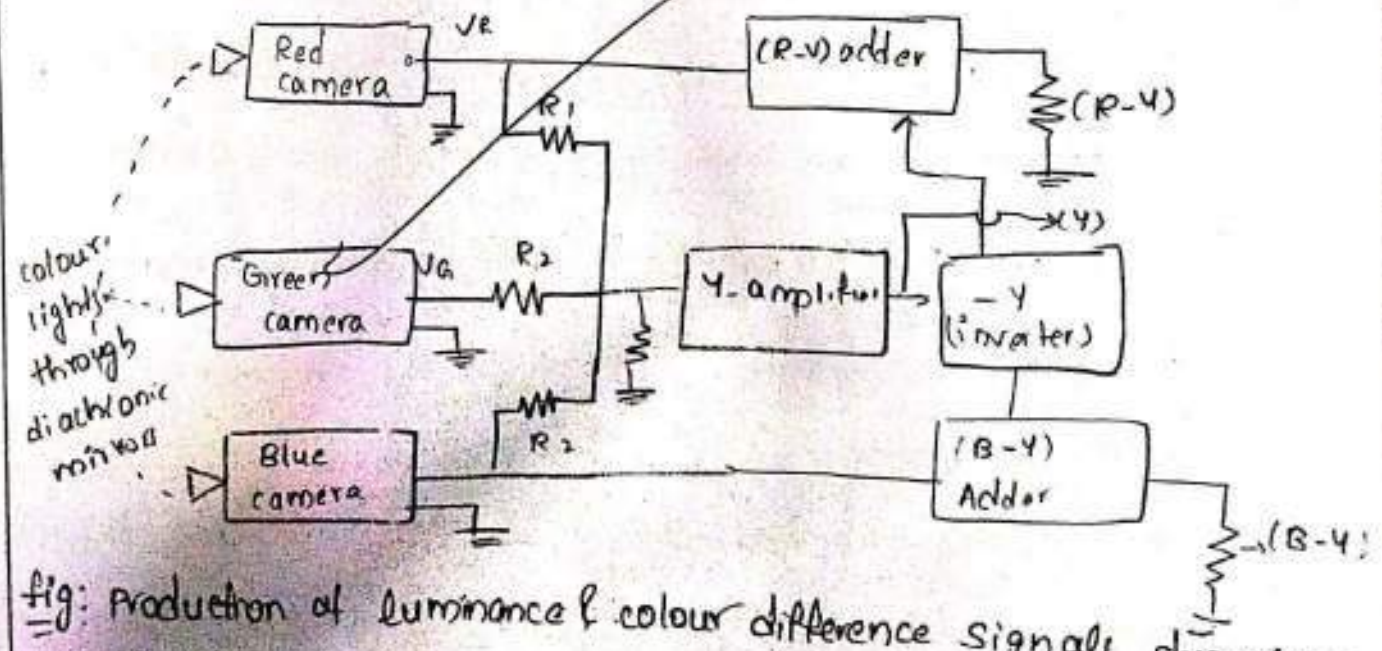 VR
Red
camera
(R-V) adder
R1
(R-Y)
(Y)
colour
lights
through
diachronic
Green
camera
VG
R2
Y-amplifier
- Y
(inverter)
Blue
camera
R2
(B-Y)
Adder
(B-Y)
fig: Production of luminance & colour difference signals